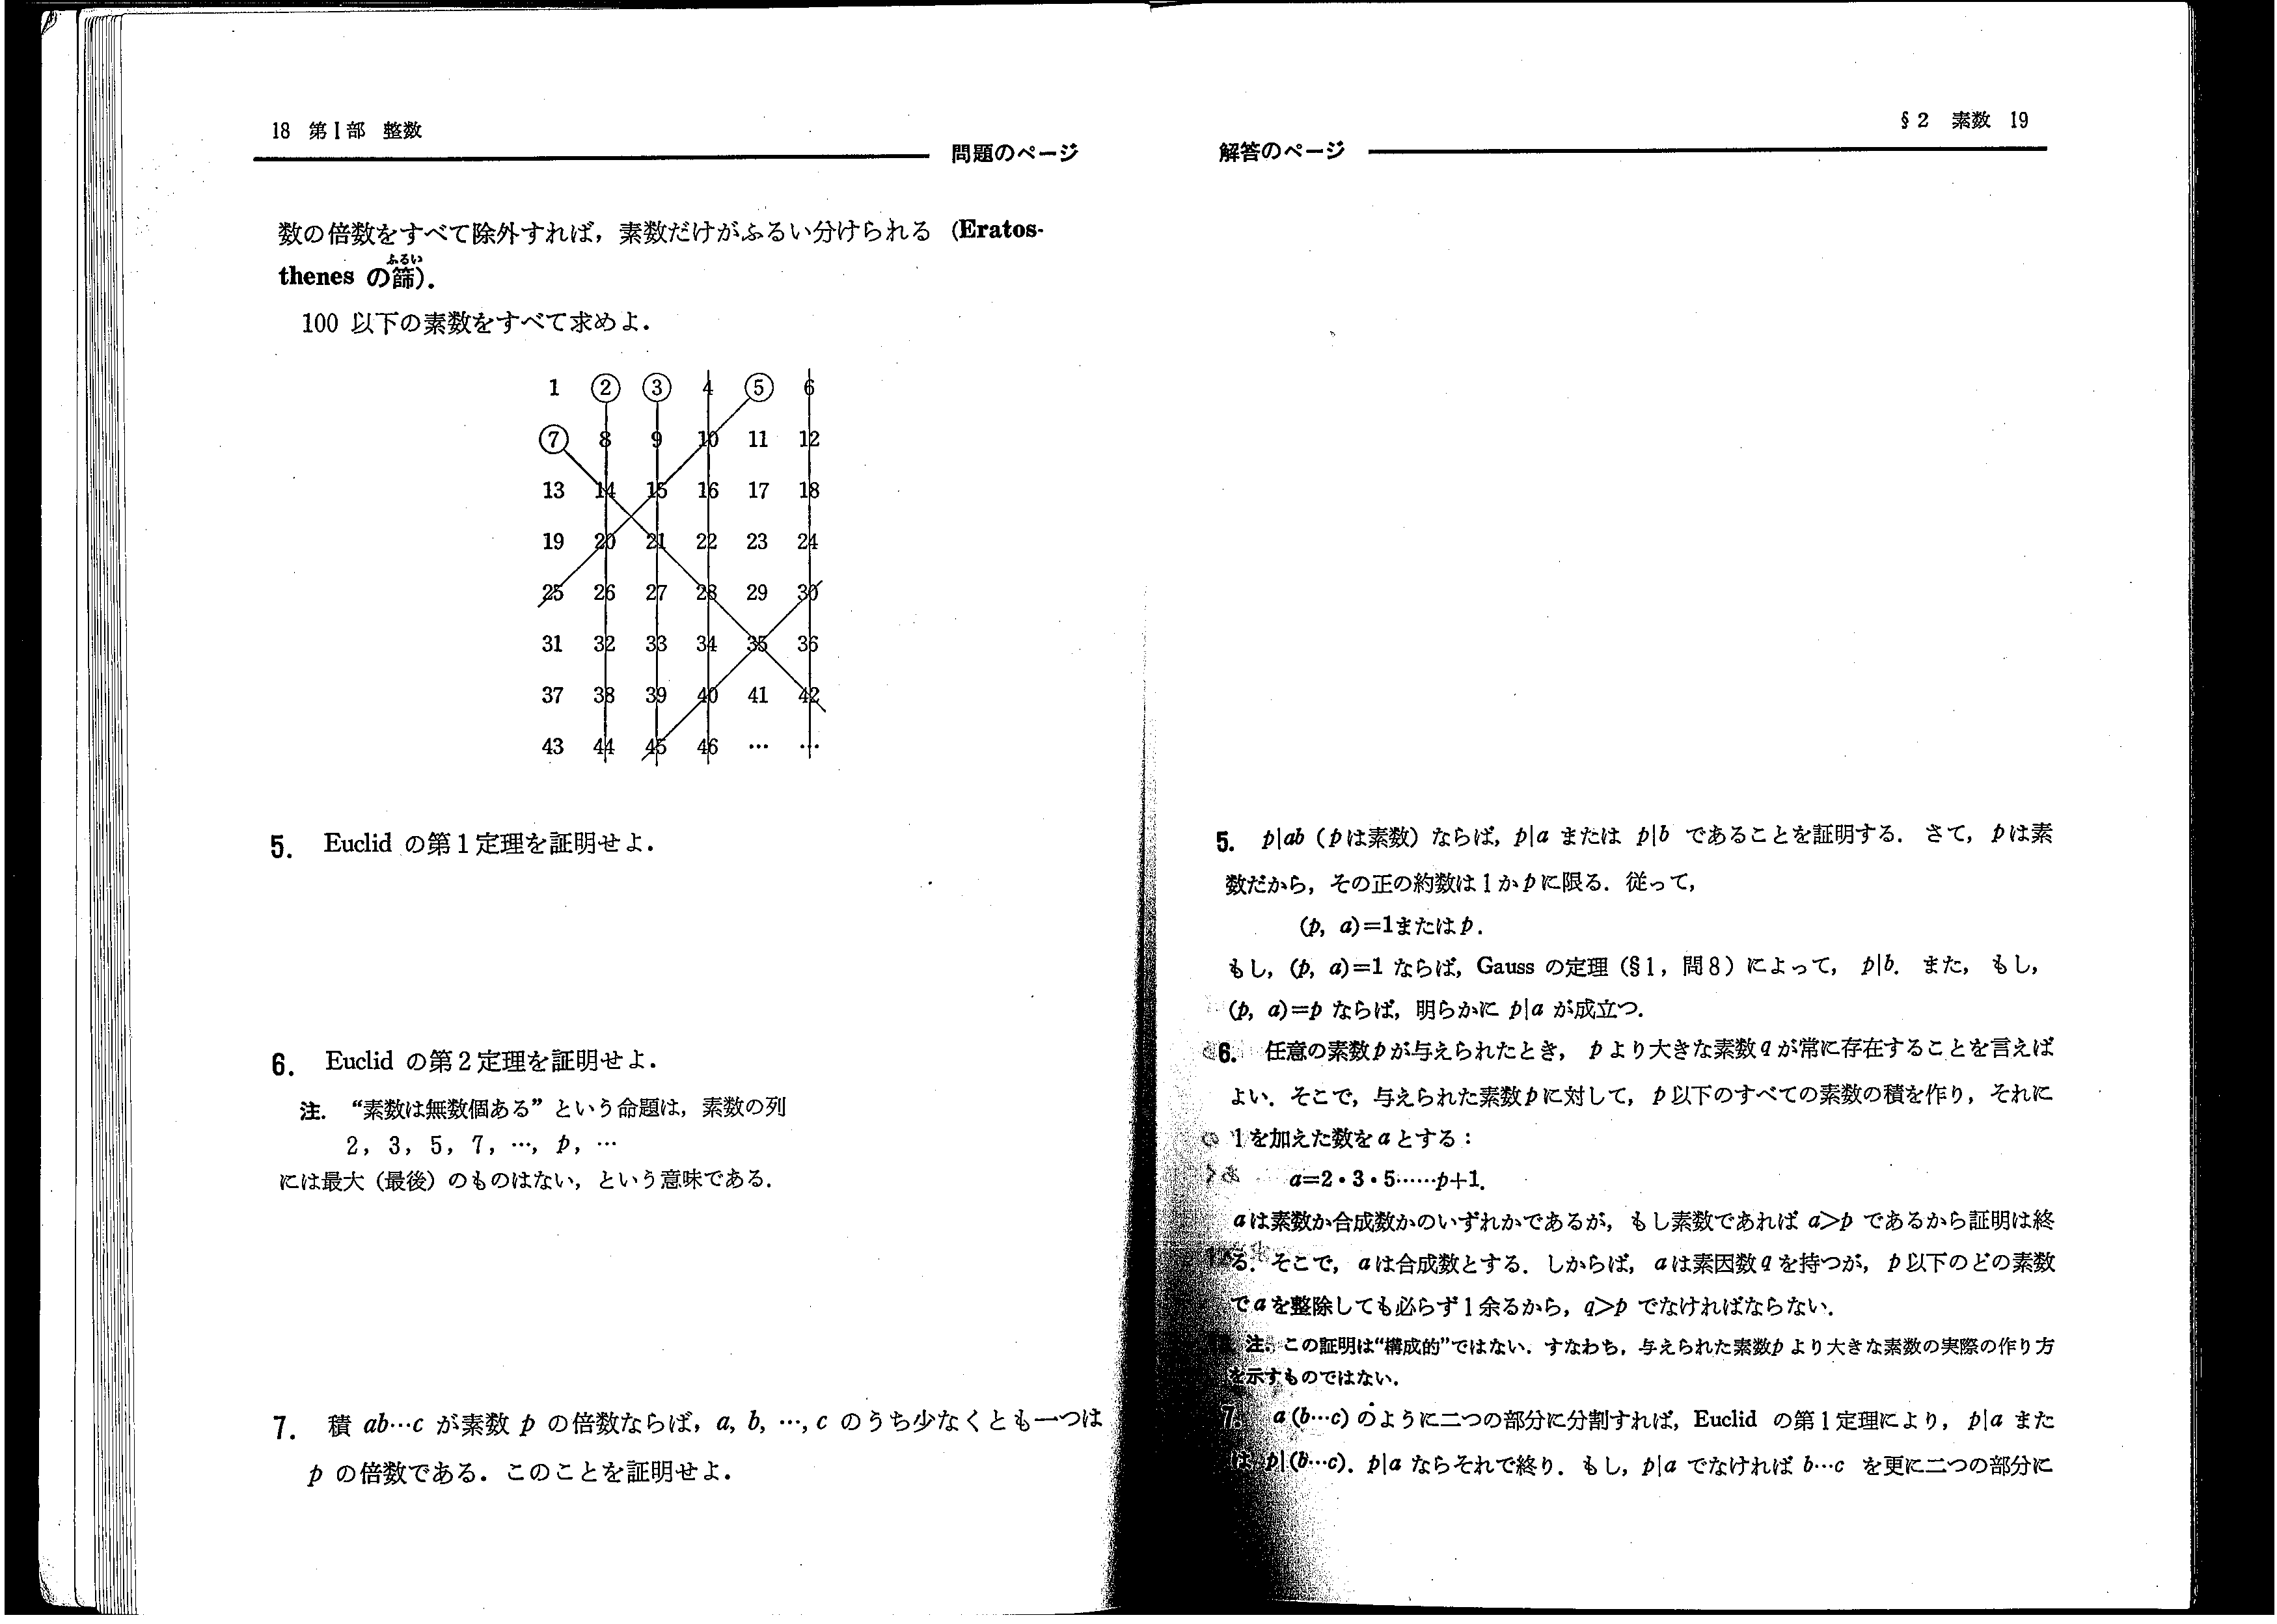 18 第Ⅰ部 整数
問題のページ
数の倍数をすべて除外すれば，素数だけがふるい分けられる (Eratos-
thenes の篩)．
ふるい
100 以下の素数をすべて求めよ．
1 ② ③ 4 ⑤ 6
⑦ 8 9 10 11 12
13 14 15 16 17 18
19 20 21 22 23 24
25 26 27 28 29 30
31 32 33 34 35 36
37 38 39 40 41 42
43 44 45 46 … …
5. Euclid の第1定理を証明せよ．
6. Euclid の第2定理を証明せよ．
注. “素数は無数個ある” という命題は，素数の列
2, 3, 5, 7, …, p, …
には最大（最後）のものはない，という意味である．
7. 積 ab…c が素数 p の倍数ならば，a, b, …, c のうち少なくとも一つは
p の倍数である．このことを証明せよ．
§2 素数 19
解答のページ
5. p|ab（pは素数）ならば，p|a または p|b であることを証明する．さて，pは素
数だから，その正の約数は1かpに限る．従って，
(p, a)=1またはp．
もし，(p, a)=1 ならば，Gauss の定理（§1，問8）によって，p|b．また，もし，
(p, a)=p ならば，明らかに p|a が成立つ．
6. 任意の素数pが与えられたとき，pより大きな素数qが常に存在することを言えば
よい．そこで，与えられた素数pに対して，p以下のすべての素数の積を作り，それに
1を加えた数をaとする：
a=2・3・5……p+1．
aは素数か合成数かのいずれかであるが，もし素数であれば a>p であるから証明は終
る．そこで，aは合成数とする．しからば，aは素因数qを持つが，p以下のどの素数
でaを整除しても必らず1余るから，q>p でなければならない．
注. この証明は“構成的”ではない．すなわち，与えられた素数pより大きな素数の実際の作り方
を示すものではない．
7. a(b…c) のように二つの部分に分割すれば，Euclid の第1定理により，p|a また
は p|(b…c)．p|a ならそれで終り．もし，p|a でなければ b…c を更に二つの部分に